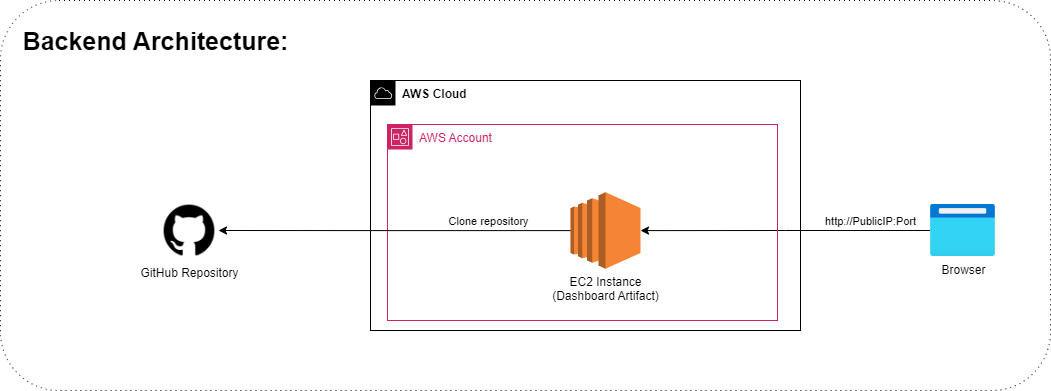 Backend Architecture:
AWS Cloud
AWS Account
Clone repository
http://PublicIP:Port
GitHub Repository
EC2 Instance
(Dashboard Artifact)
Browser